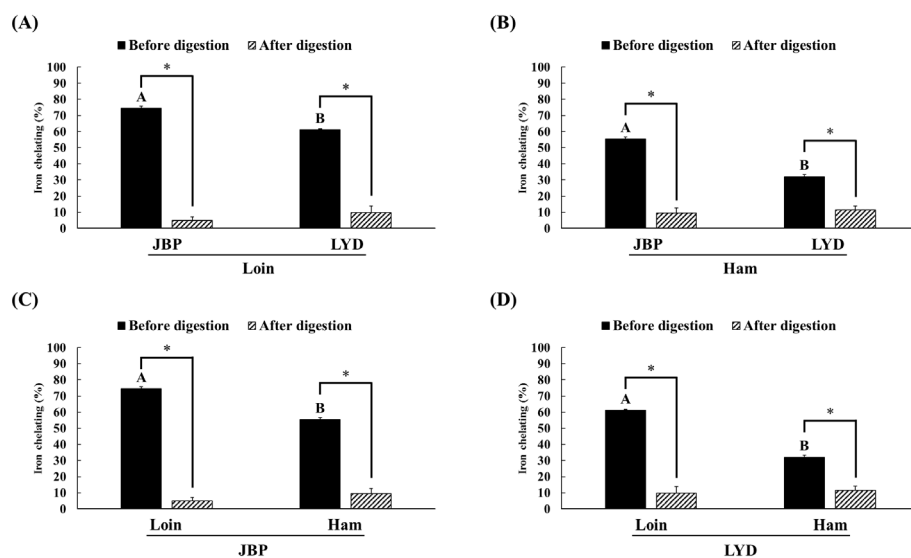 (A)
Before digestion After digestion
100
90
80
70
60
50
40
30
20
10
0
Iron chelating (%)
A
*
B
*
JBP LYD
Loin
(B)
Before digestion After digestion
100
90
80
70
60
50
40
30
20
10
0
Iron chelating (%)
A
*
B
*
JBP LYD
Ham
(C)
Before digestion After digestion
100
90
80
70
60
50
40
30
20
10
0
Iron chelating (%)
A
*
B
*
Loin Ham
JBP
(D)
Before digestion After digestion
100
90
80
70
60
50
40
30
20
10
0
Iron chelating (%)
A
*
B
*
Loin Ham
LYD